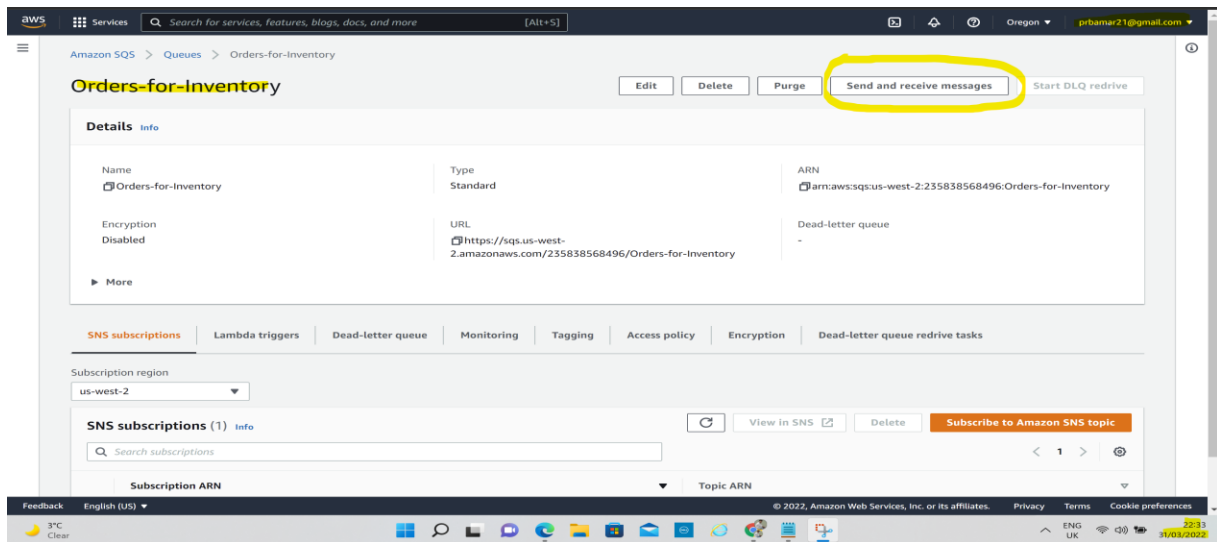 aws Services Search for services, features, blogs, docs, and more [Alt+S] Oregon prbamar21@gmail.com
Amazon SQS > Queues > Orders-for-Inventory
Orders-for-Inventory Edit Delete Purge Send and receive messages Start DLQ redrive
Details Info
Name Type ARN
Orders-for-Inventory Standard arn:aws:sqs:us-west-2:235838568496:Orders-for-Inventory
Encryption URL Dead-letter queue
Disabled https://sqs.us-west- -
2.amazonaws.com/235838568496/Orders-for-Inventory
More
SNS subscriptions Lambda triggers Dead-letter queue Monitoring Tagging Access policy Encryption Dead-letter queue redrive tasks
Subscription region
us-west-2
SNS subscriptions (1) Info View in SNS Delete Subscribe to Amazon SNS topic
Search subscriptions < 1 >
Subscription ARN Topic ARN
Feedback English (US) © 2022, Amazon Web Services, Inc. or its affiliates. Privacy Terms Cookie preferences
3°C ENG 22:33
Clear UK 31/03/2022